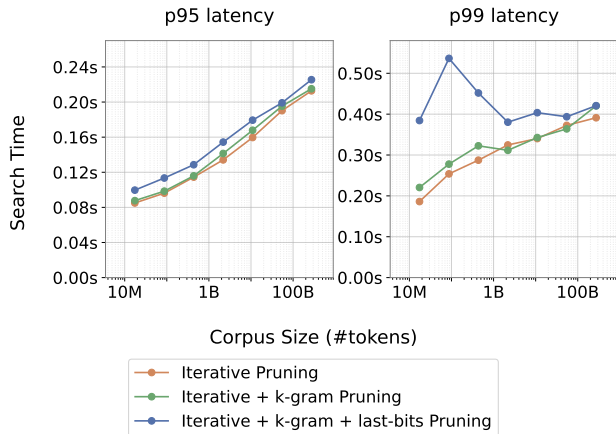 p95 latency
p99 latency
0.24s
0.20s
0.16s
0.12s
0.08s
0.04s
0.00s
0.50s
0.40s
0.30s
0.20s
0.10s
0.00s
10M
1B
100B
10M
1B
100B
Search Time
Corpus Size (#tokens)
Iterative Pruning
Iterative + k-gram Pruning
Iterative + k-gram + last-bits Pruning